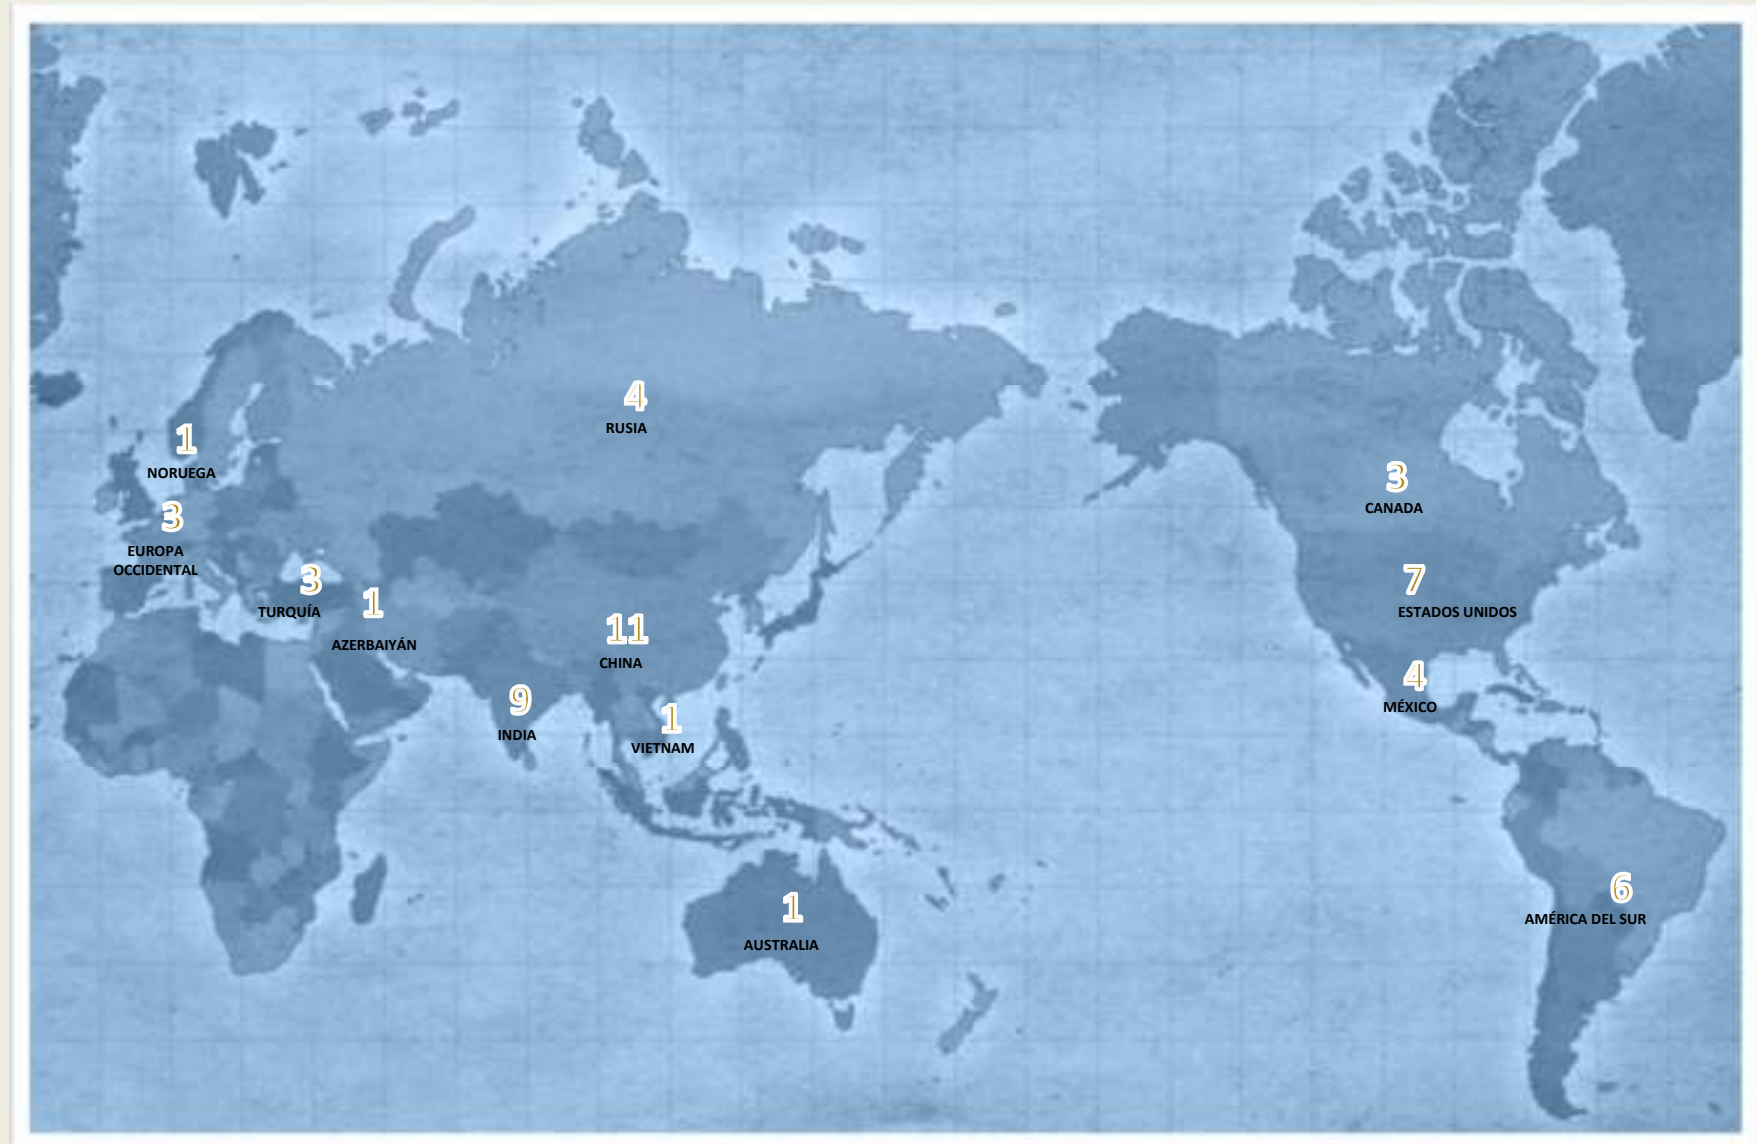 4
RUSIA
1
NORUEGA
3
CANADA
3
EUROPA
OCCIDENTAL
3
TURQUÍA
7
ESTADOS UNIDOS
1
AZERBAIYÁN
11
CHINA
4
MÉXICO
9
INDIA
1
VIETNAM
6
AMÉRICA DEL SUR
1
AUSTRALIA